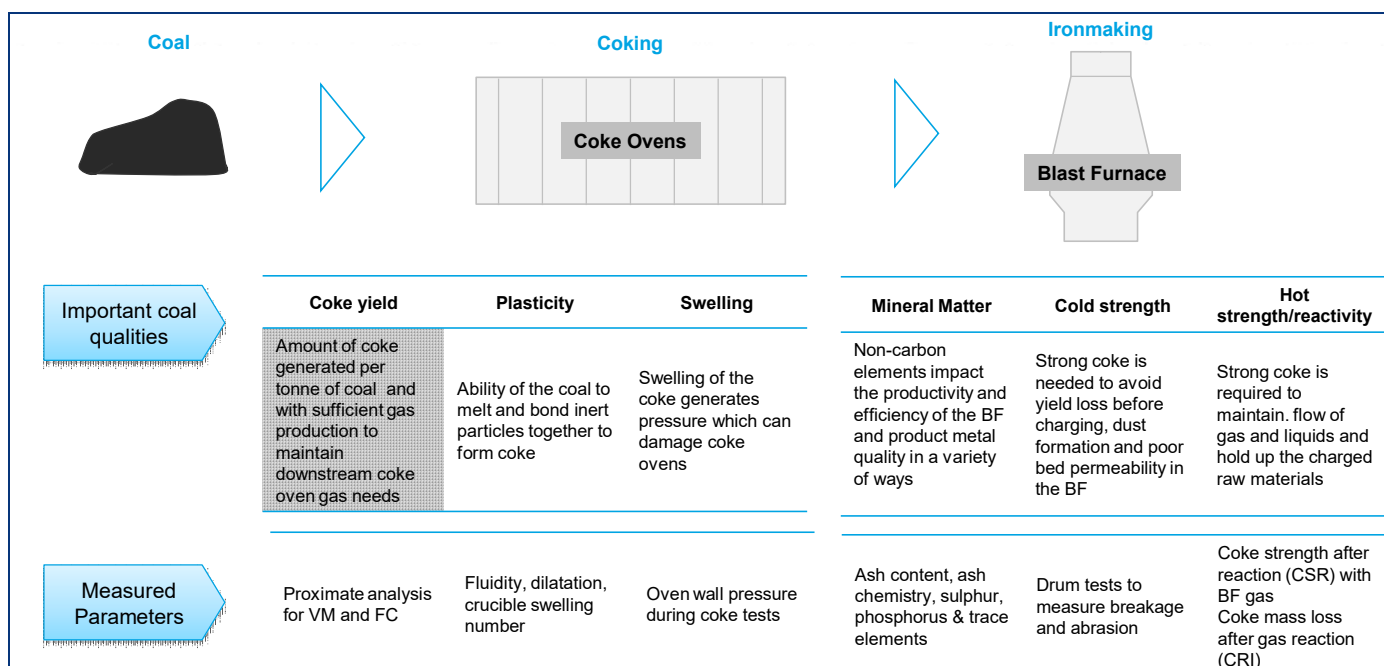 Coal
Coking
Ironmaking
Coke Ovens
Blast Furnace
Important coal
qualities
Coke yield
Plasticity
Swelling
Mineral Matter
Cold strength
Hot
strength/reactivity
Amount of coke
generated per
tonne of coal and
with sufficient gas
production to
maintain
downstream coke
oven gas needs
Ability of the coal to
melt and bond inert
particles together to
form coke
Swelling of the
coke generates
pressure which can
damage coke
ovens
Non-carbon
elements impact
the productivity and
efficiency of the BF
and product metal
quality in a variety
of ways
Strong coke is
needed to avoid
yield loss before
charging, dust
formation and poor
bed permeability in
the BF
Strong coke is
required to
maintain. flow of
gas and liquids and
hold up the charged
raw materials
Measured
Parameters
Proximate analysis
for VM and FC
Fluidity, dilatation,
crucible swelling
number
Oven wall pressure
during coke tests
Ash content, ash
chemistry, sulphur,
phosphorus & trace
elements
Drum tests to
measure breakage
and abrasion
Coke strength after
reaction (CSR) with
BF gas
Coke mass loss
after gas reaction
(CRI)